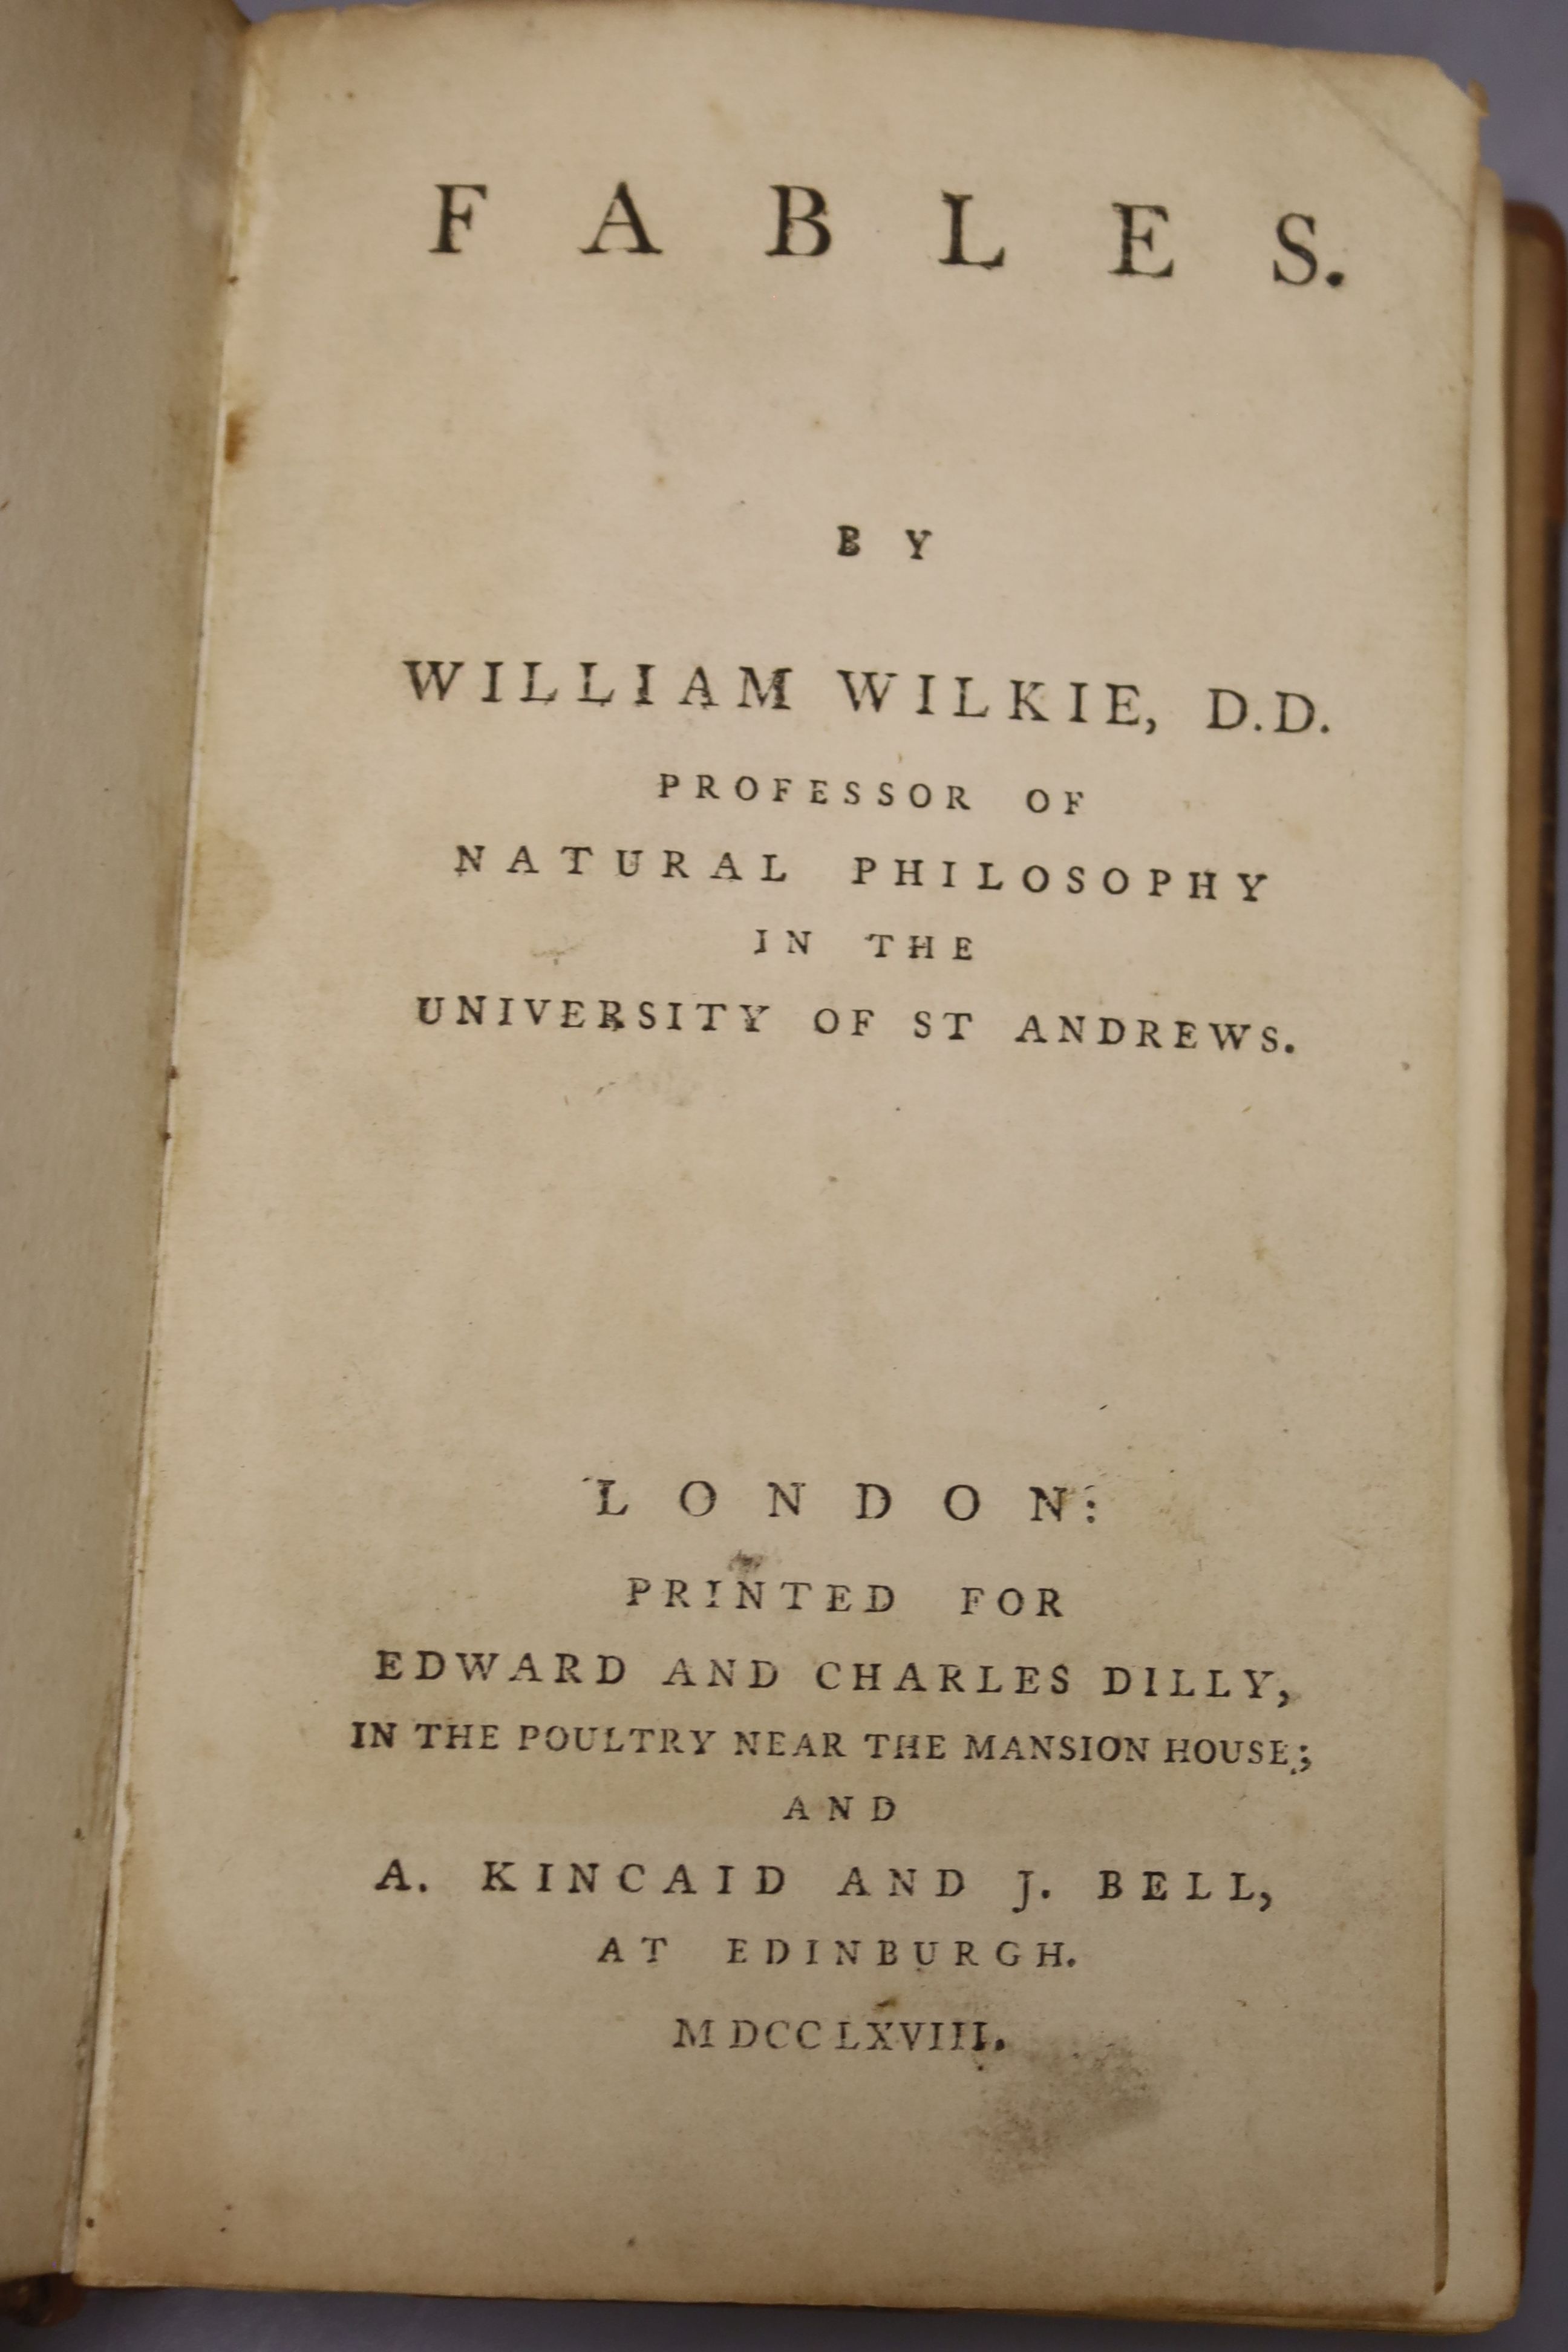 FABLES.
BY
WILLIAM WILKIE, D.D.
PROFESSOR OF
NATURAL PHILOSOPHY
IN THE
UNIVERSITY OF ST ANDREWS.
LONDON:
PRINTED FOR
EDWARD AND CHARLES DILLY,
IN THE POULTRY NEAR THE MANSION HOUSE;
AND
A. KINCAID AND J. BELL,
AT EDINBURGH.
MDCCLXVIII.